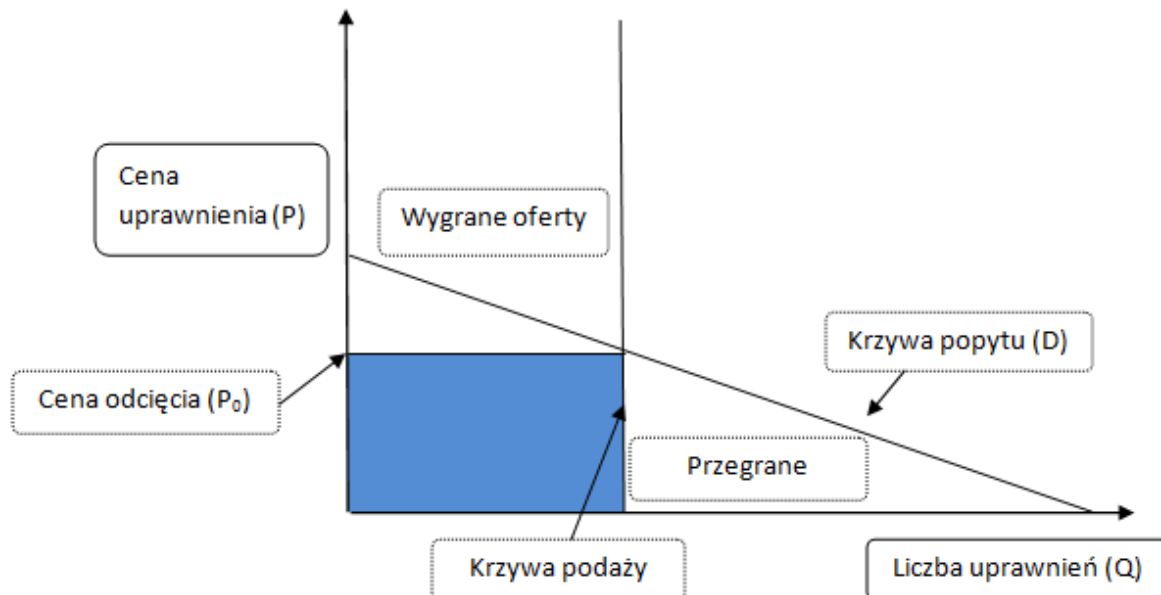 Cena
uprawnienia (P)
Wygrane oferty
Krzywa popytu (D)
Cena odcięcia (P₀)
Przegrane
Krzywa podaży
Liczba uprawnień (Q)